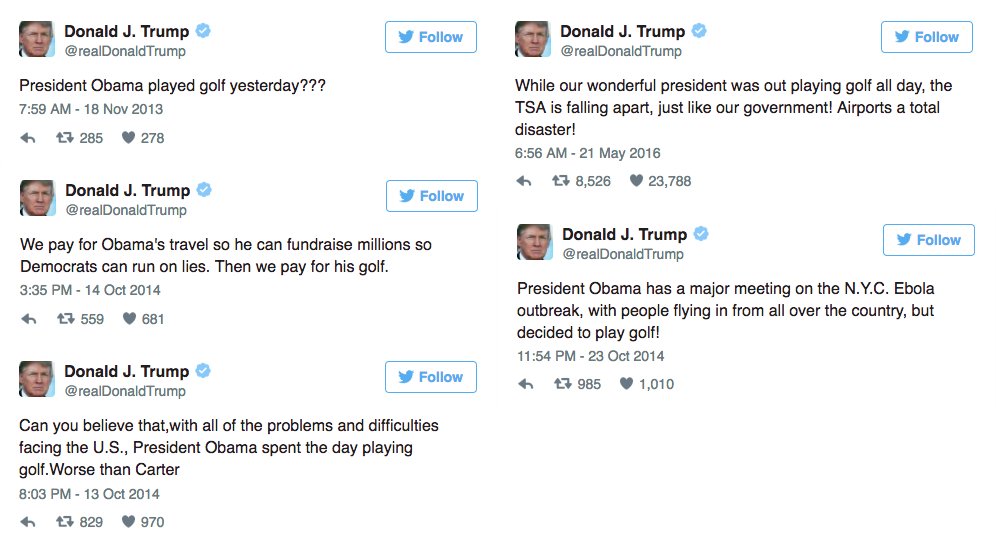 Donald J. Trump
Follow
@realDonaldTrump
President Obama played golf yesterday???
7:59 AM - 18 Nov 2013
285 278
Donald J. Trump
Follow
@realDonaldTrump
We pay for Obama's travel so he can fundraise millions so
Democrats can run on lies. Then we pay for his golf.
3:35 PM - 14 Oct 2014
559 681
Donald J. Trump
Follow
@realDonaldTrump
Can you believe that,with all of the problems and difficulties
facing the U.S., President Obama spent the day playing
golf.Worse than Carter
8:03 PM - 13 Oct 2014
829 970
Donald J. Trump
Follow
@realDonaldTrump
While our wonderful president was out playing golf all day, the
TSA is falling apart, just like our government! Airports a total
disaster!
6:56 AM - 21 May 2016
8,526 23,788
Donald J. Trump
Follow
@realDonaldTrump
President Obama has a major meeting on the N.Y.C. Ebola
outbreak, with people flying in from all over the country, but
decided to play golf!
11:54 PM - 23 Oct 2014
985 1,010